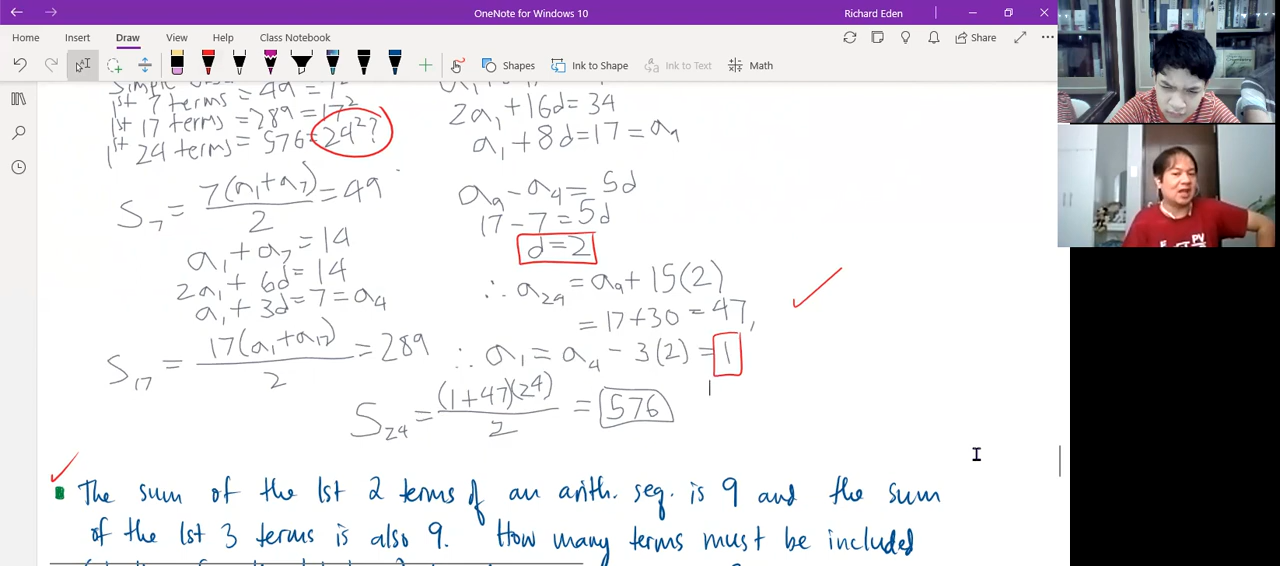 OneNote for Windows 10
Richard Eden
Home Insert Draw View Help Class Notebook
Share
Shapes Ink to Shape Ink to Text Math
1st 7 terms = 49 = 7²
1st 17 terms = 289 = 17²
1st 24 terms = 576 = 24²?
2a₁ + 16d = 34
a₁ + 8d = 17 = a₉
S₇ = 7(a₁+a₇)/2 = 49
a₁ + a₇ = 14
2a₁ + 6d = 14
a₁ + 3d = 7 = a₄
S₁₇ = 17(a₁+a₁₇)/2 = 289
a₉ - a₄ = 5d
17 - 7 = 5d
d = 2
∴ a₂₄ = a₉ + 15(2)
= 17 + 30 = 47,
∴ a₁ = a₄ - 3(2) = 1
S₂₄ = (1+47)(24)/2 = 576
The sum of the 1st 2 terms of an arith. seq. is 9 and the sum
of the 1st 3 terms is also 9. How many terms must be included